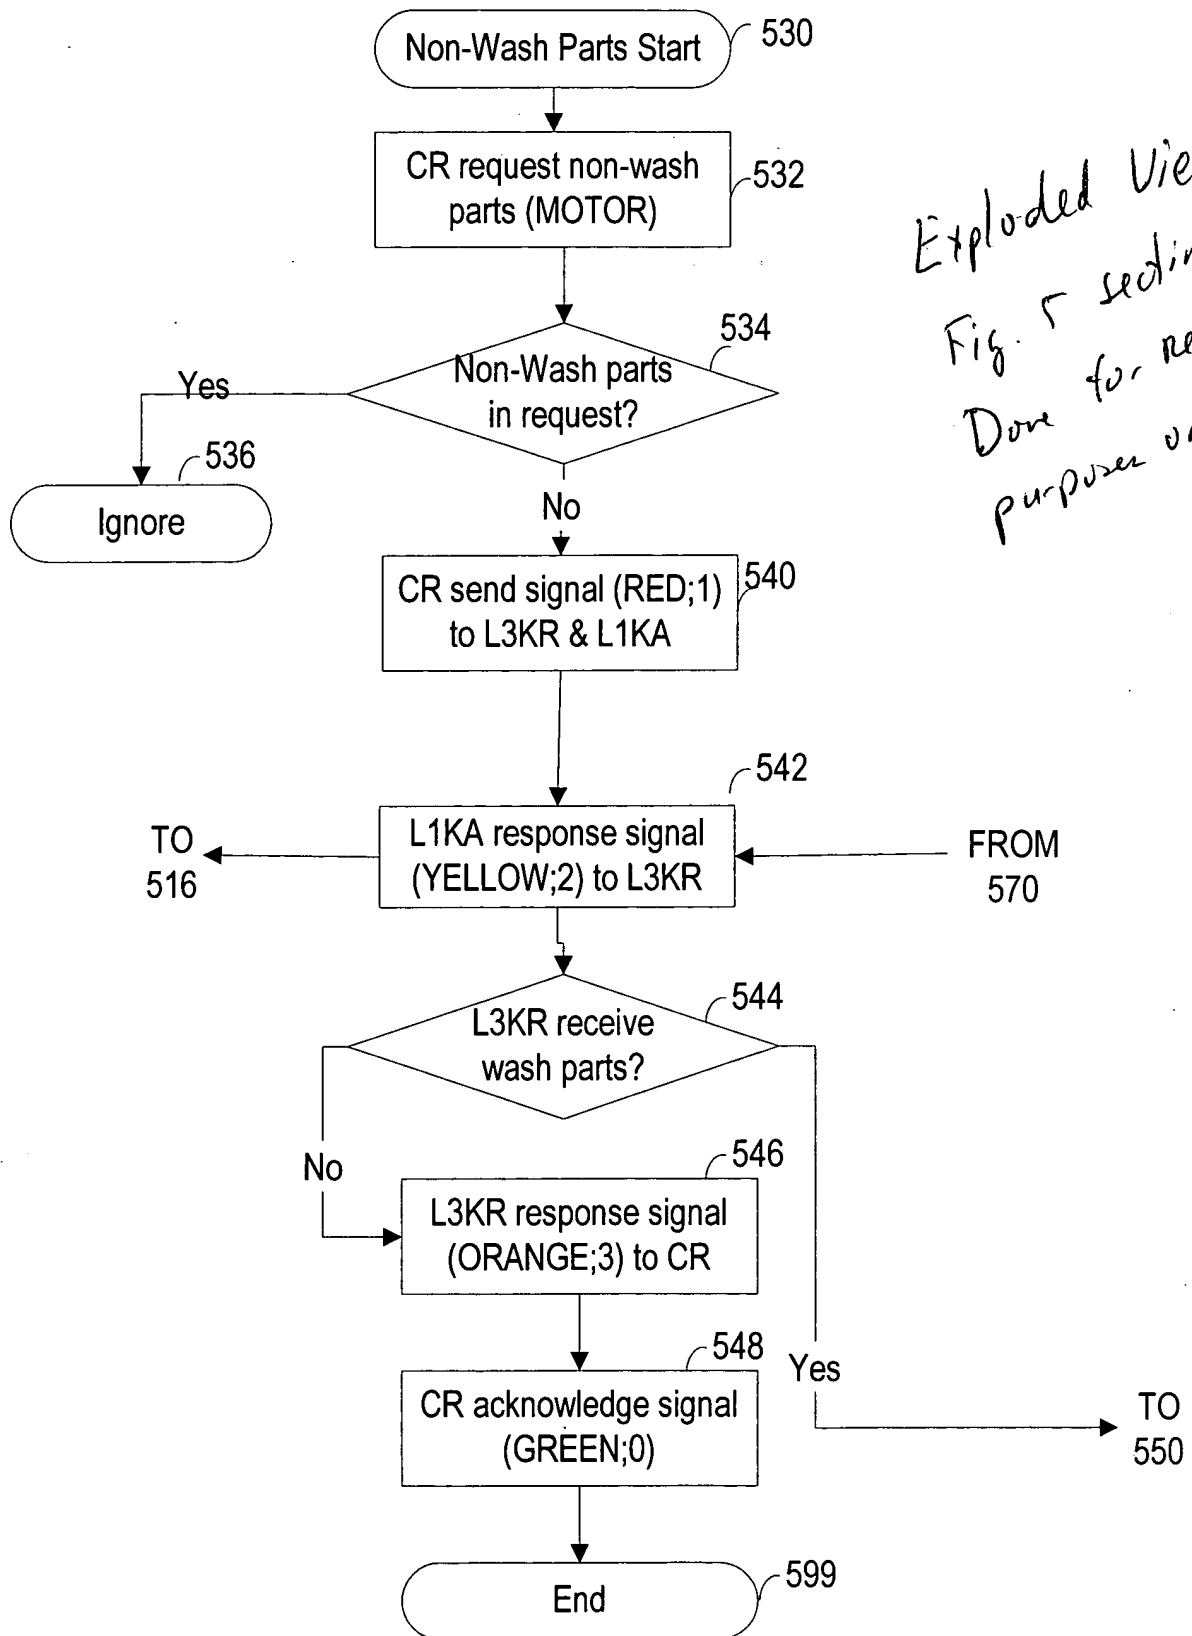 Non-Wash Parts Start
530
CR request non-wash
parts (MOTOR)
532
Exploded
Fig. 5
Done for
purposes
534
Non-Wash parts
in request?
Yes
536
Ignore
No
CR send signal (RED;1)
to L3KR & L1KA
540
542
TO
516
L1KA response signal
(YELLOW;2) to L3KR
FROM
570
544
L3KR receive
wash parts?
No
546
L3KR response signal
(ORANGE;3) to CR
548
Yes
CR acknowledge signal
(GREEN;0)
TO
550
End
599